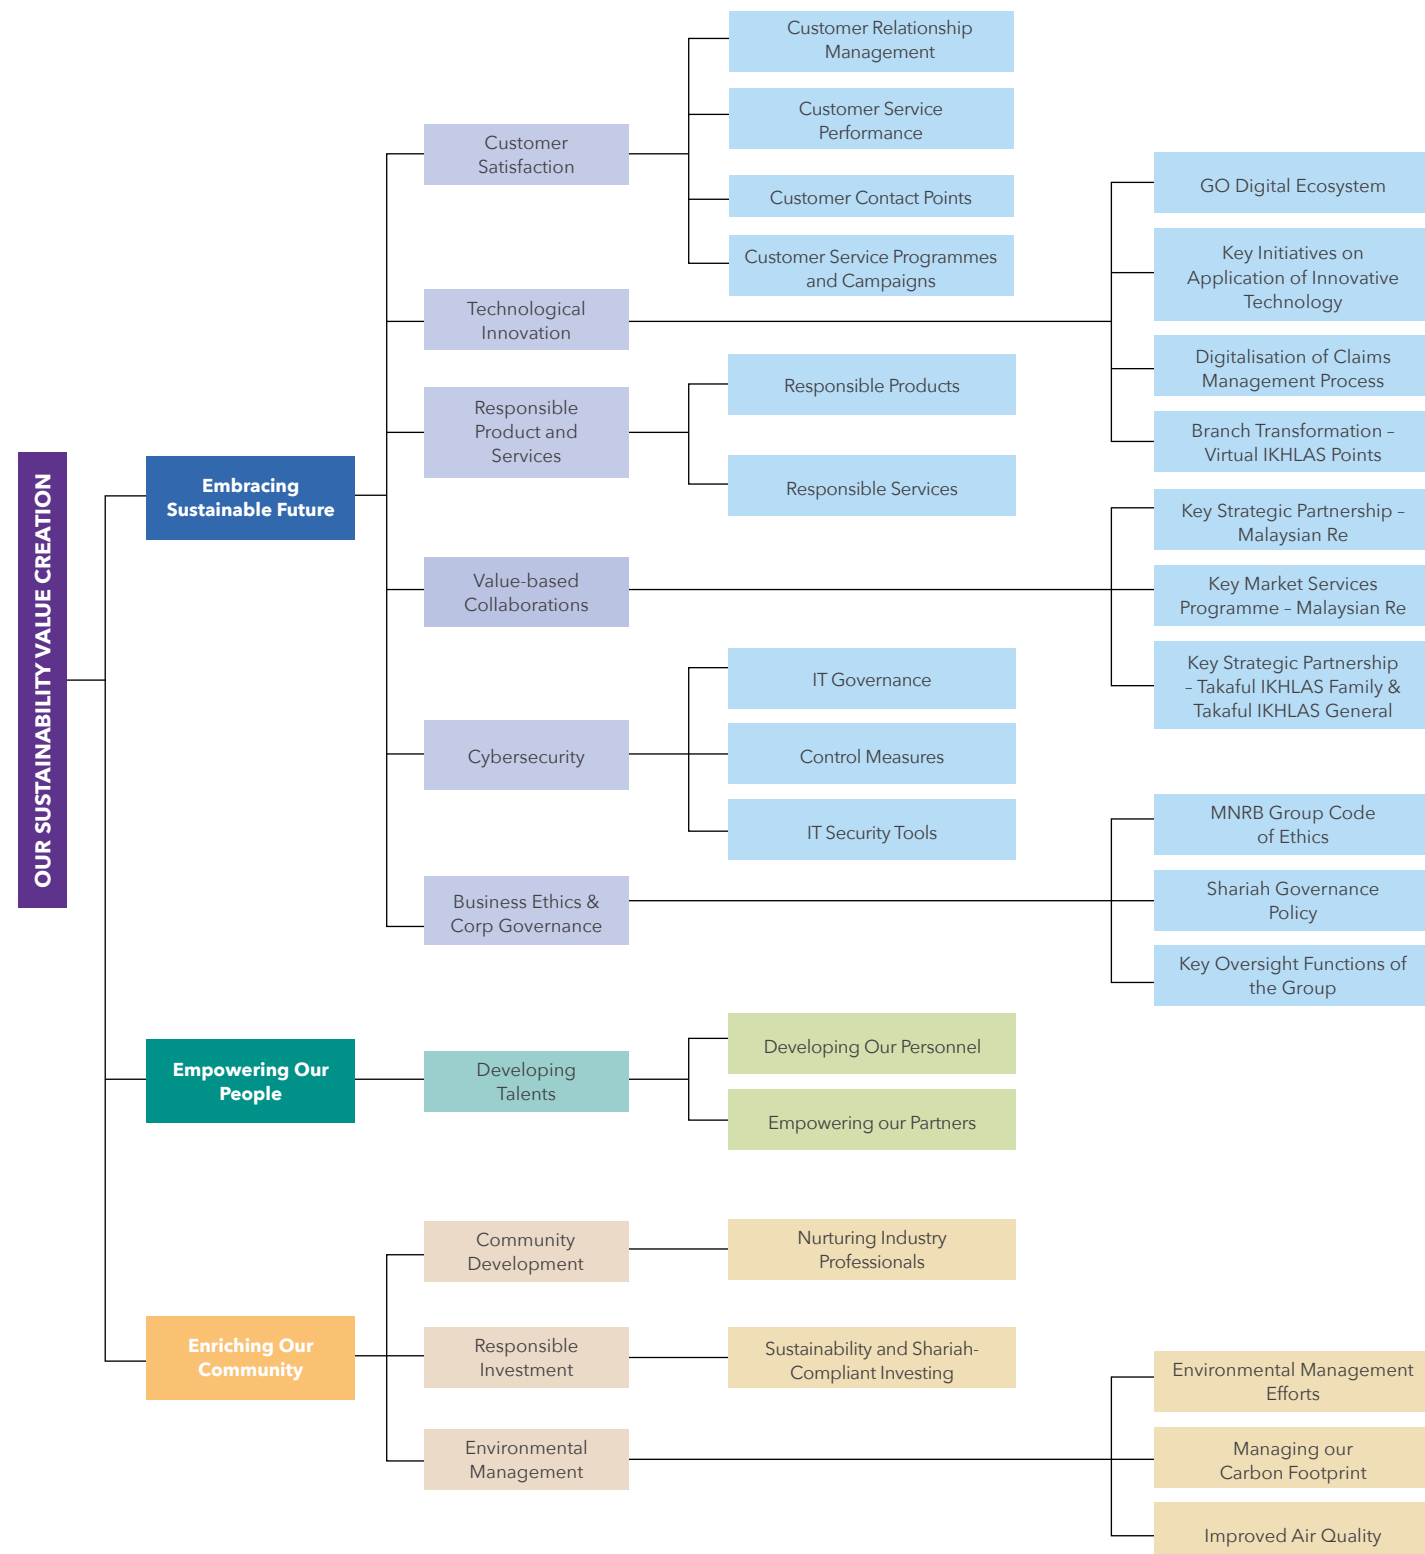 OUR SUSTAINABILITY VALUE CREATION
Embracing
Sustainable Future
Customer
Satisfaction
Customer Relationship
Management
Customer Service
Performance
Customer Contact Points
Customer Service Programmes
and Campaigns
Technological
Innovation
GO Digital Ecosystem
Key Initiatives on
Application of Innovative
Technology
Digitalisation of Claims
Management Process
Branch Transformation –
Virtual IKHLAS Points
Responsible
Product and
Services
Responsible Products
Responsible Services
Value-based
Collaborations
Key Strategic Partnership –
Malaysian Re
Key Market Services
Programme – Malaysian Re
Key Strategic Partnership
– Takaful IKHLAS Family &
Takaful IKHLAS General
Cybersecurity
IT Governance
Control Measures
IT Security Tools
Business Ethics &
Corp Governance
MNRB Group Code
of Ethics
Shariah Governance
Policy
Key Oversight Functions of
the Group
Empowering Our
People
Developing
Talents
Developing Our Personnel
Empowering our Partners
Enriching Our
Community
Community
Development
Nurturing Industry
Professionals
Responsible
Investment
Sustainability and Shariah-
Compliant Investing
Environmental
Management
Environmental Management
Efforts
Managing our
Carbon Footprint
Improved Air Quality